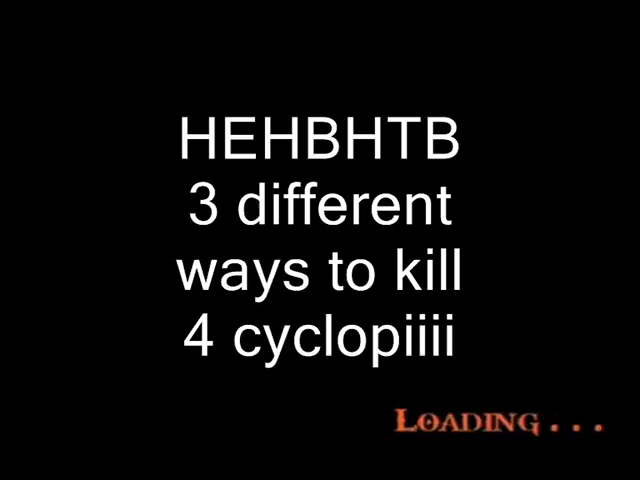 HEHBHTB
3 different
ways to kill
4 cyclopiiii
LOADING . . .